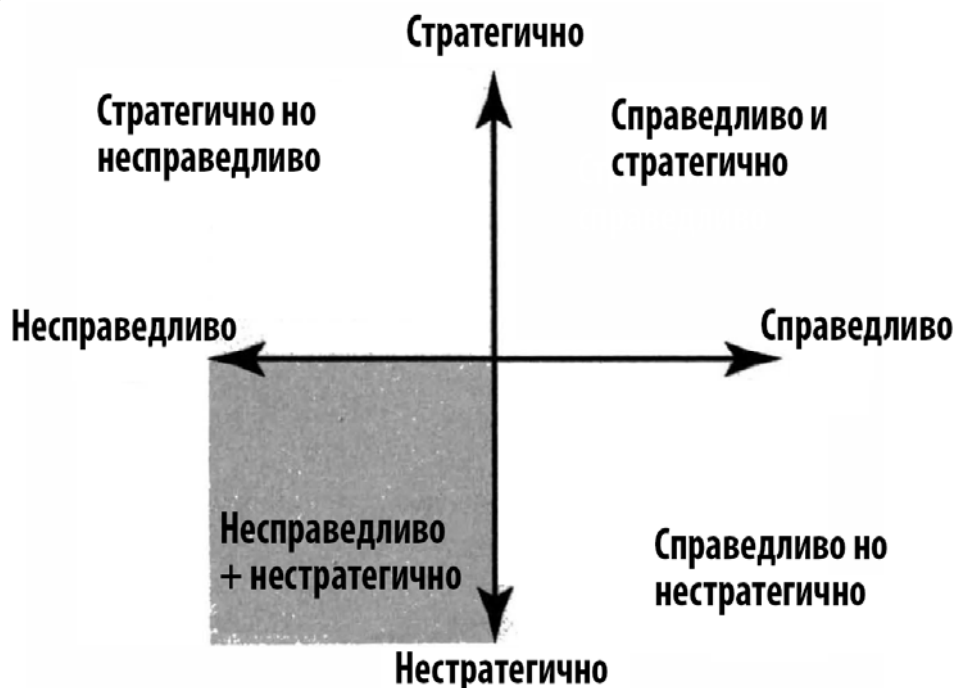 Стратегично
Стратегично но
несправедливо
Справедливо и
стратегично
Несправедливо
Справедливо
Несправедливо
+ нестратегично
Справедливо но
нестратегично
Нестратегично